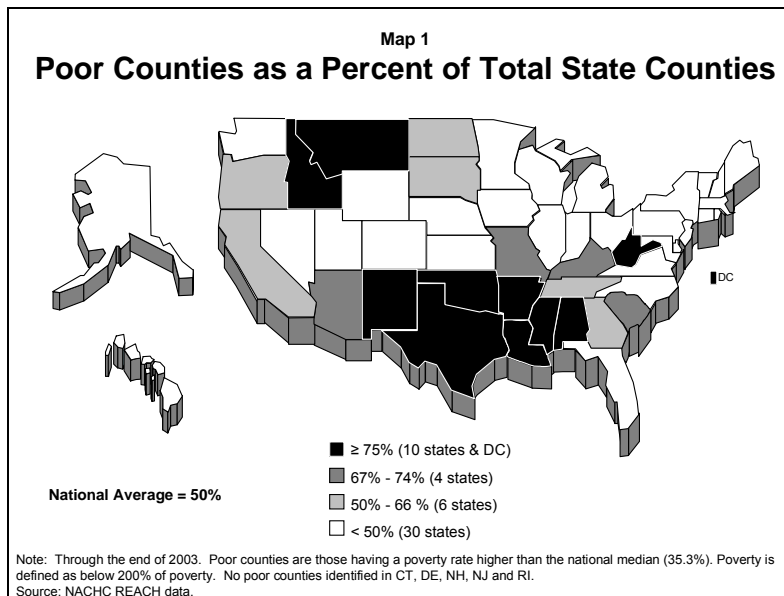 Map 1
Poor Counties as a Percent of Total State Counties
DC
≥ 75% (10 states & DC)
67% - 74% (4 states)
50% - 66 % (6 states)
< 50% (30 states)
National Average = 50%
Note: Through the end of 2003. Poor counties are those having a poverty rate higher than the national median (35.3%). Poverty is
defined as below 200% of poverty. No poor counties identified in CT, DE, NH, NJ and RI.
Source: NACHC REACH data.